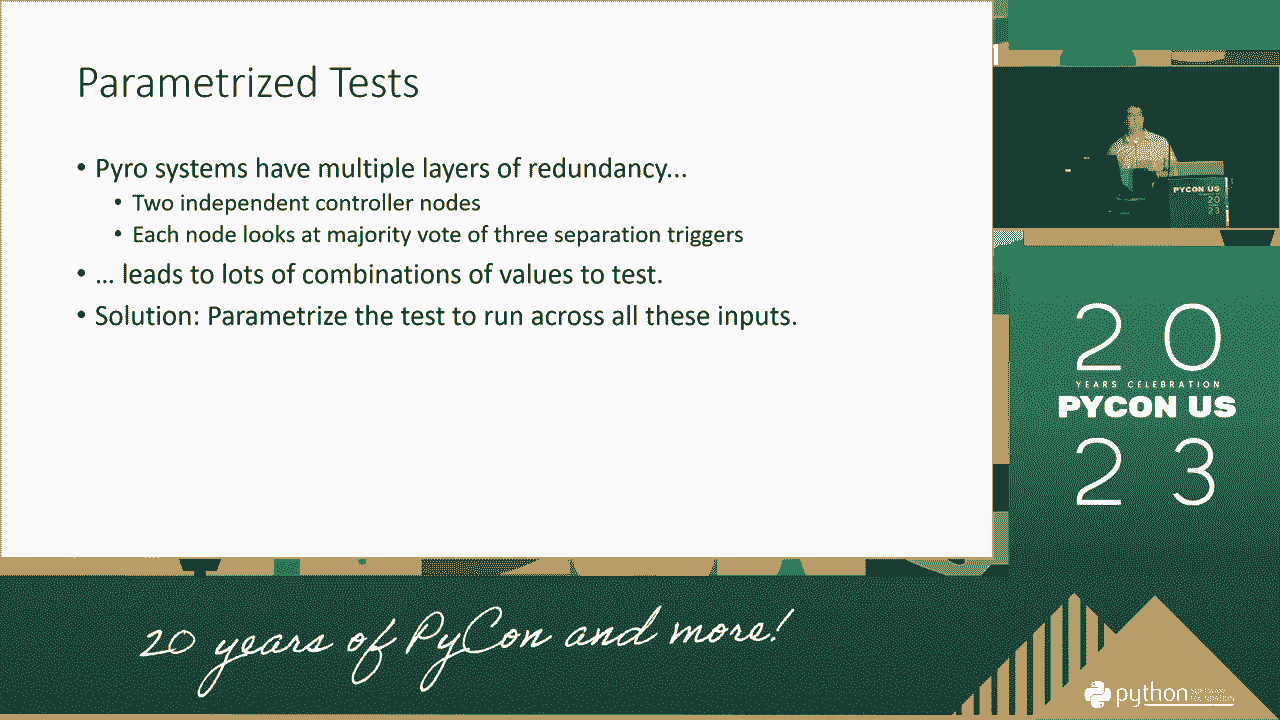 Parametrized Tests
• Pyro systems have multiple layers of redundancy...
• Two independent controller nodes
• Each node looks at majority vote of three separation triggers
• ... leads to lots of combinations of values to test.
• Solution: Parametrize the test to run across all these inputs.
PYCON US
20
23
20
YEARS CELEBRATION
PYCON US
23
20 years of PyCon and more!
python
SOFTWARE
FOUNDATION